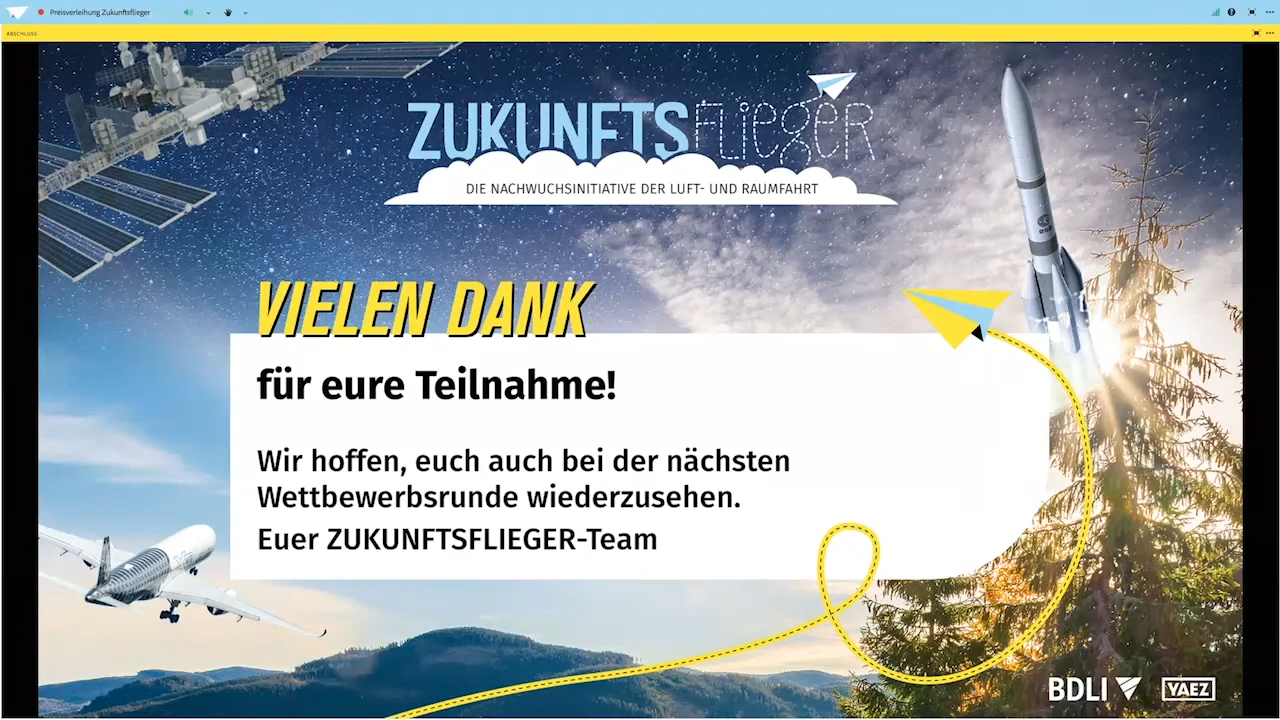 Preisverleihung Zukunftsflieger
ABSCHLUSS
ZUKUNFTSFLIEGER
DIE NACHWUCHSINITIATIVE DER LUFT- UND RAUMFAHRT
esa
VIELEN DANK
für eure Teilnahme!
Wir hoffen, euch auch bei der nächsten
Wettbewerbsrunde wiederzusehen.
Euer ZUKUNFTSFLIEGER-Team
BDLI
YAEZ